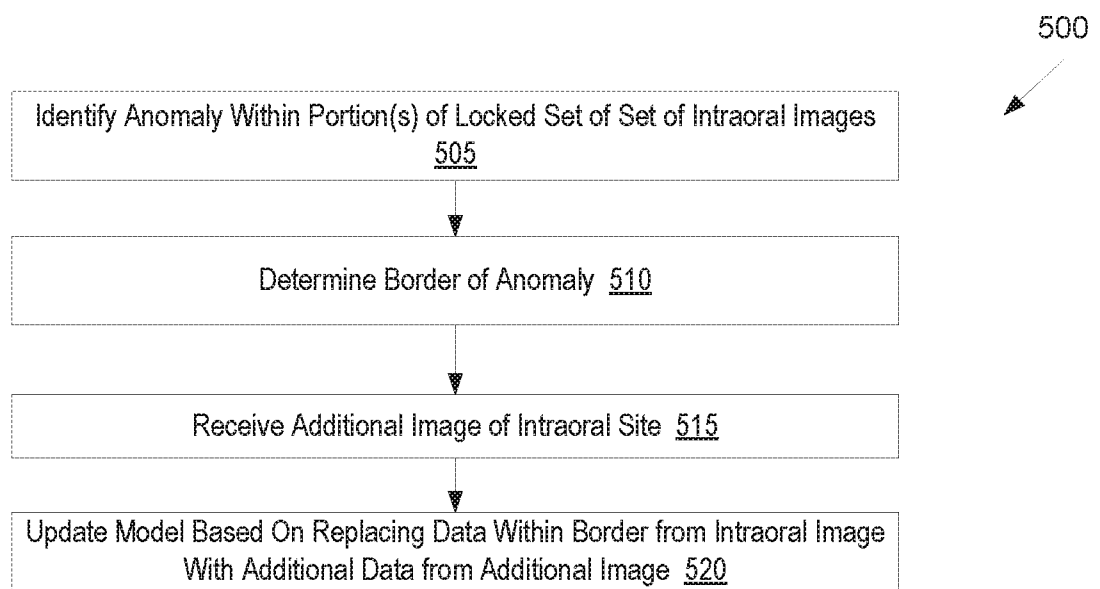 500
Identify Anomaly Within Portion(s) of Locked Set of Set of Intraoral Images
505
Determine Border of Anomaly 510
Receive Additional Image of Intraoral Site 515
Update Model Based On Replacing Data Within Border from Intraoral Image
With Additional Data from Additional Image 520